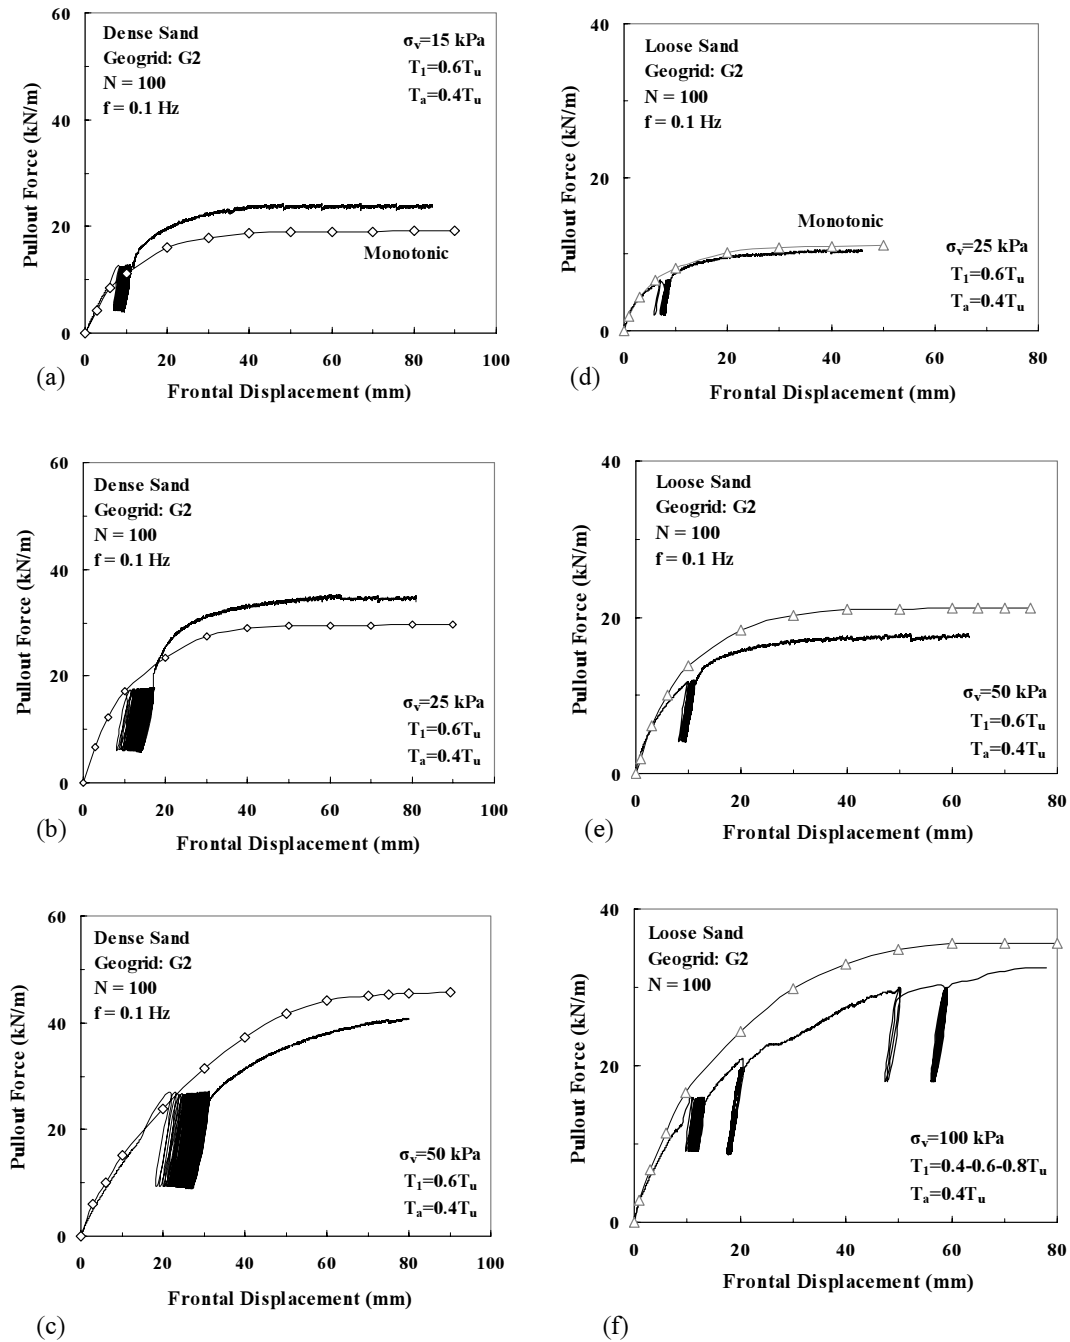 60
40
20
0
Pullout Force (kN/m)
Dense Sand
Geogrid: G2
N = 100
f = 0.1 Hz
σv=15 kPa
T1=0.6Tu
Ta=0.4Tu
Monotonic
0 20 40 60 80 100
Frontal Displacement (mm)
(a)
40
20
0
Pullout Force (kN/m)
Loose Sand
Geogrid: G2
N = 100
f = 0.1 Hz
Monotonic
σv=25 kPa
T1=0.6Tu
Ta=0.4Tu
0 20 40 60 80
Frontal Displacement (mm)
(d)
60
40
20
0
Pullout Force (kN/m)
Dense Sand
Geogrid: G2
N = 100
f = 0.1 Hz
σv=25 kPa
T1=0.6Tu
Ta=0.4Tu
0 20 40 60 80 100
Frontal Displacement (mm)
(b)
40
20
0
Pullout Force (kN/m)
Loose Sand
Geogrid: G2
N = 100
f = 0.1 Hz
σv=50 kPa
T1=0.6Tu
Ta=0.4Tu
0 20 40 60 80
Frontal Displacement (mm)
(e)
60
40
20
0
Pullout Force (kN/m)
Dense Sand
Geogrid: G2
N = 100
f = 0.1 Hz
σv=50 kPa
T1=0.6Tu
Ta=0.4Tu
0 20 40 60 80 100
Frontal Displacement (mm)
(c)
40
20
0
Pullout Force (kN/m)
Loose Sand
Geogrid: G2
N = 100
σv=100 kPa
T1=0.4-0.6-0.8Tu
Ta=0.4Tu
0 20 40 60 80
Frontal Displacement (mm)
(f)